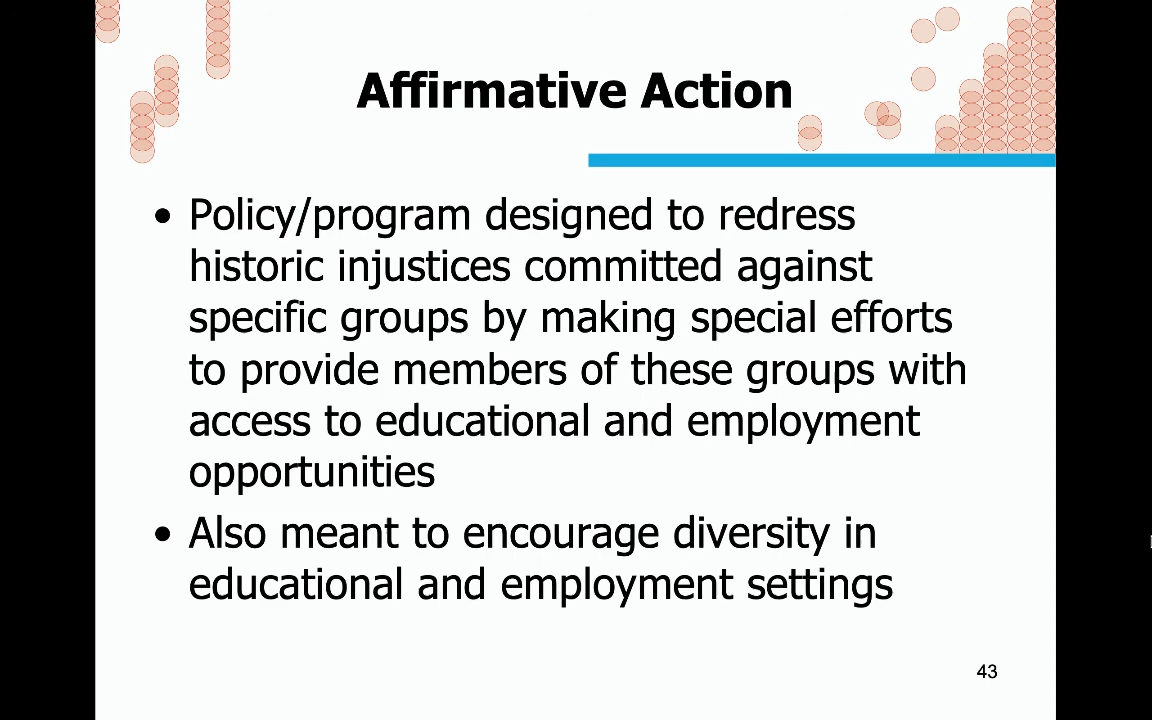 Affirmative Action
• Policy/program designed to redress
historic injustices committed against
specific groups by making special efforts
to provide members of these groups with
access to educational and employment
opportunities
• Also meant to encourage diversity in
educational and employment settings
43